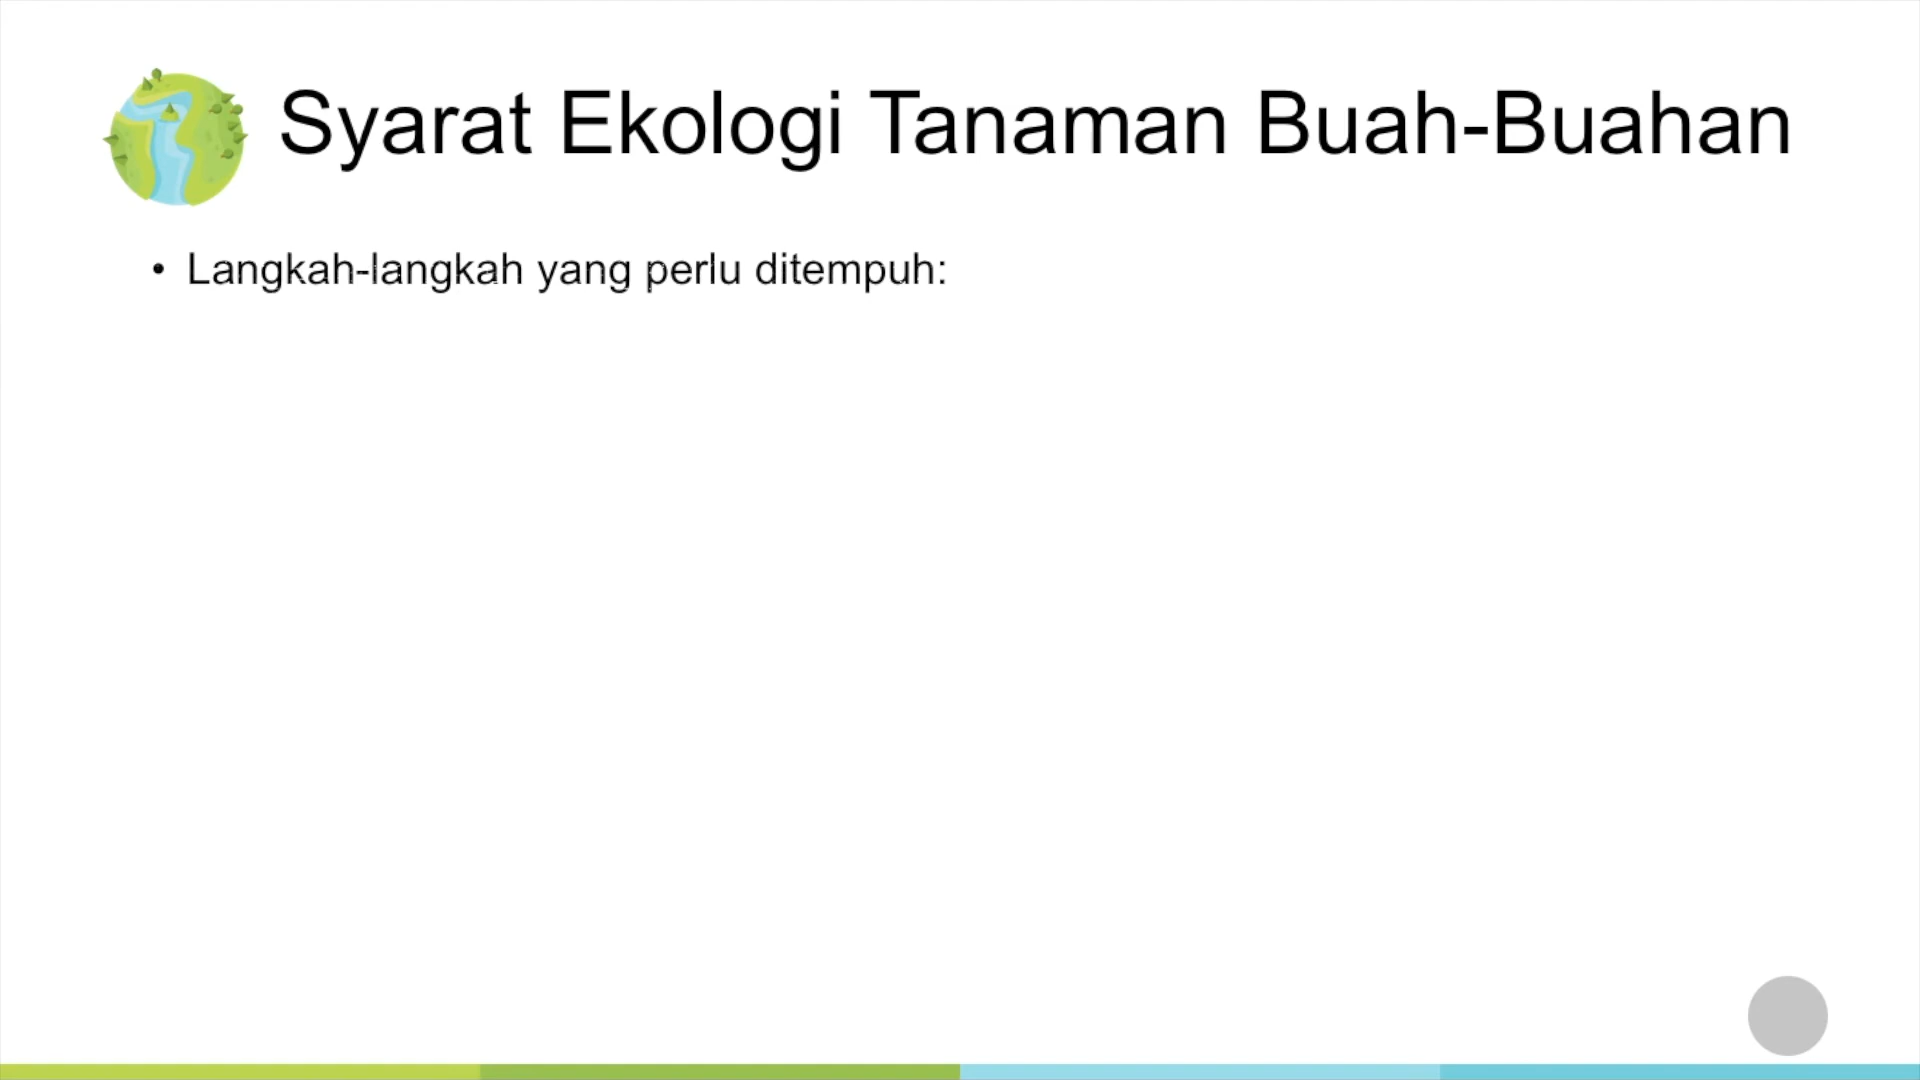 Syarat Ekologi Tanaman Buah-Buahan
• Langkah-langkah yang perlu ditempuh: